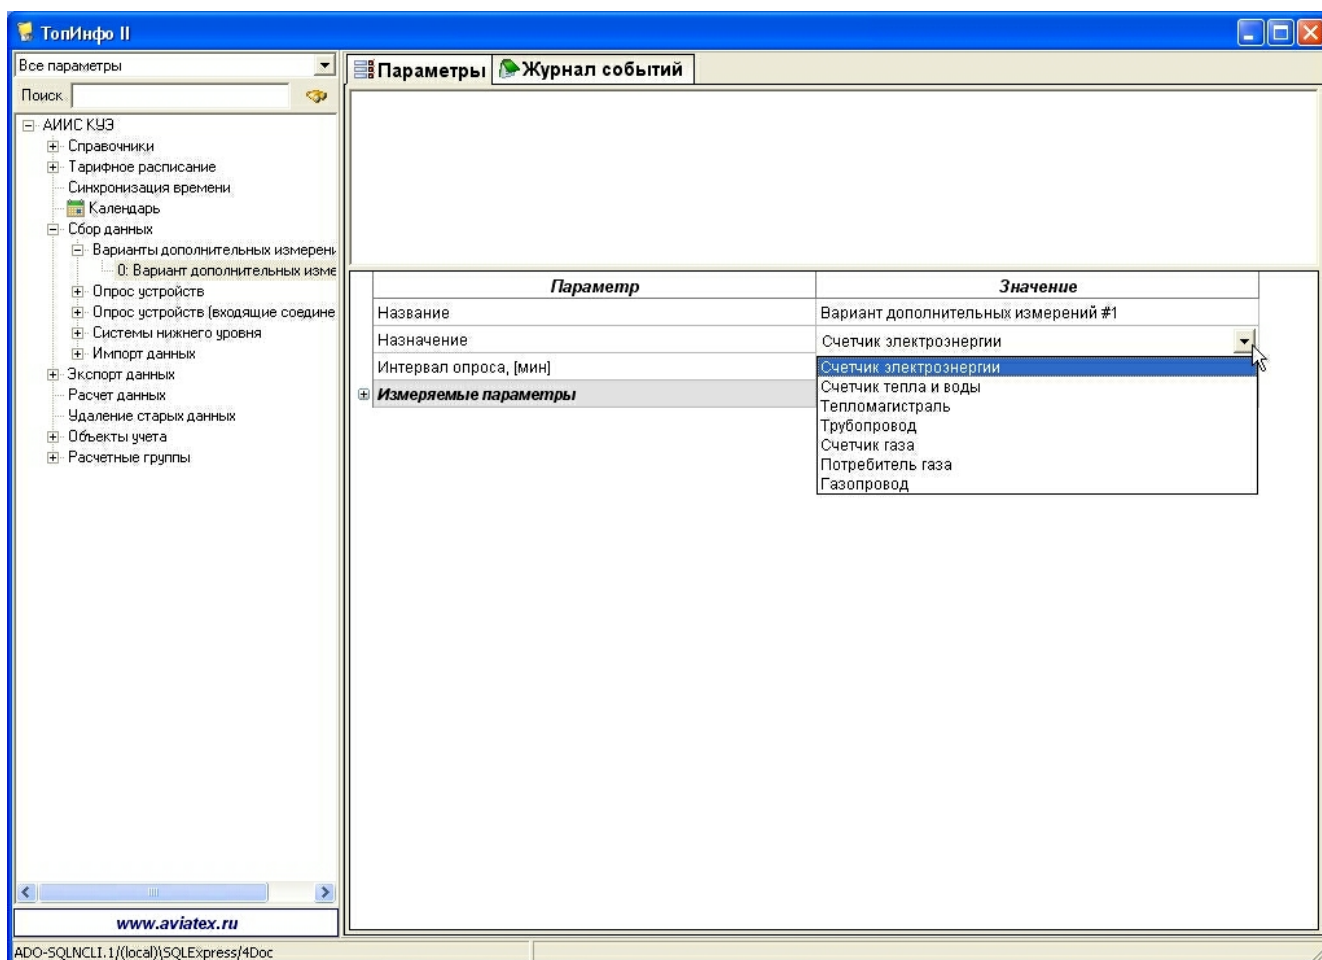 ТопИнфо II
Все параметры
Поиск
АИИС КУЭ
Справочники
Тарифное расписание
Синхронизация времени
Календарь
Сбор данных
Варианты дополнительных измерени
0: Вариант дополнительных изме
Опрос устройств
Опрос устройств (входящие соедине
Системы нижнего уровня
Импорт данных
Экспорт данных
Расчет данных
Удаление старых данных
Объекты учета
Расчетные группы
www.aviatex.ru
Параметры Журнал событий
Параметр Значение
Название Вариант дополнительных измерений #1
Назначение Счетчик электроэнергии
Интервал опроса, [мин]
Измеряемые параметры
Счетчик электроэнергии
Счетчик тепла и воды
Тепломагистраль
Трубопровод
Счетчик газа
Потребитель газа
Газопровод
ADO-SQLNCLI.1/(local)\SQLExpress/4Doc